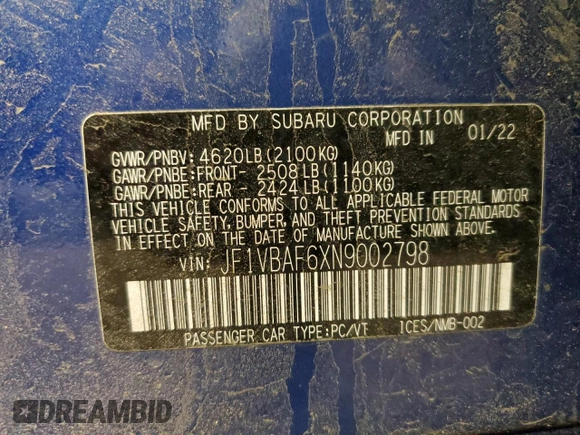 MFD BY SUBARU CORPORATION
MFD IN 01/22
GVWR/PNBV: 4620LB(2100KG)
GAWR/PNBE:FRONT- 2508LB(1140KG)
GAWR/PNBE:REAR - 2424LB(1100KG)
THIS VEHICLE CONFORMS TO ALL APPLICABLE FEDERAL MOTOR
VEHICLE SAFETY, BUMPER, AND THEFT PREVENTION STANDARDS
IN EFFECT ON THE DATE OF MANUFACTURE SHOWN ABOVE.
VIN: JF1VBAF6XN9002798
PASSENGER CAR TYPE:PC/VT ICES/NMB-002
DREAMBID